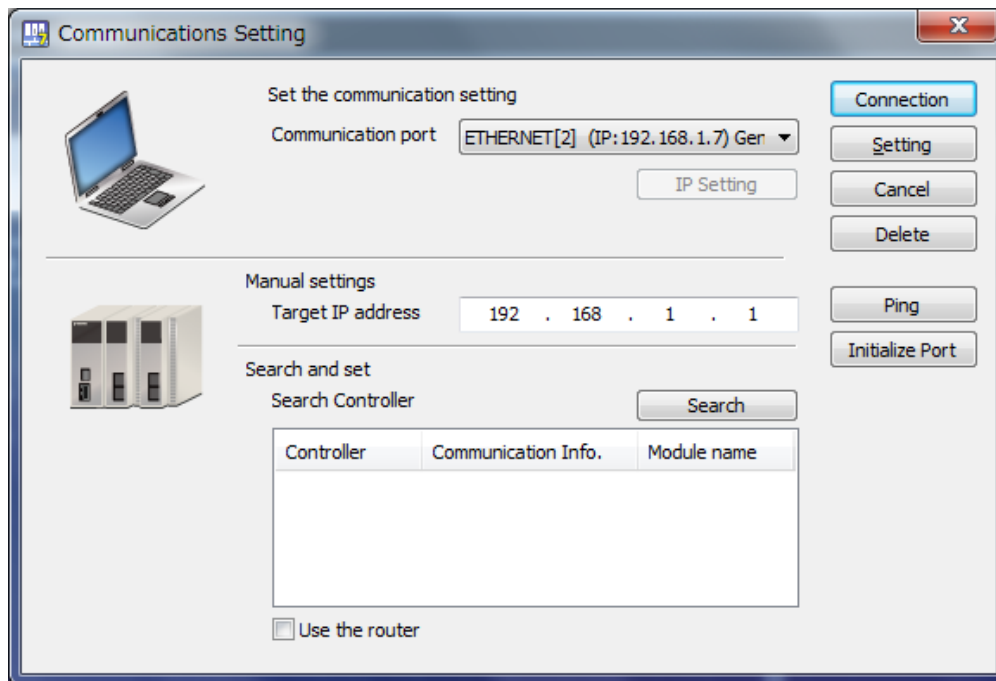 Communications Setting
Set the communication setting
Communication port ETHERNET[2] (IP:192.168.1.7) Ger
IP Setting
Connection
Setting
Cancel
Delete
Manual settings
Target IP address 192 . 168 . 1 . 1
Ping
Initialize Port
Search and set
Search Controller Search
Controller Communication Info. Module name
Use the router